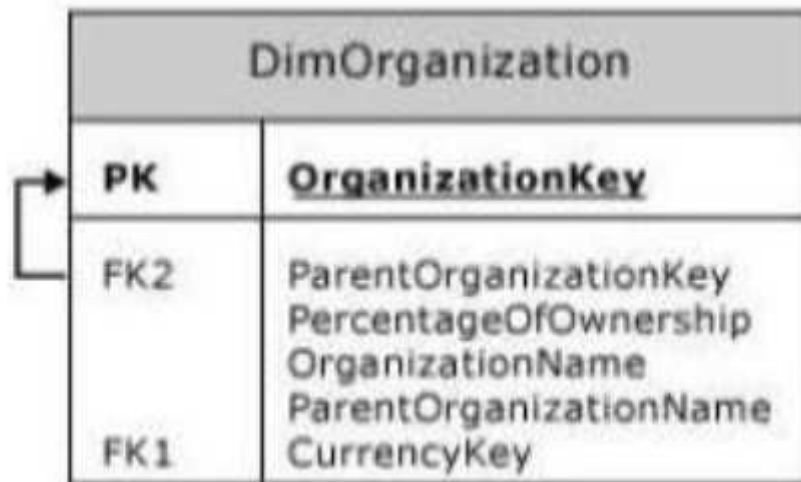 DimOrganization
PK OrganizationKey
FK2 ParentOrganizationKey
PercentageOfOwnership
OrganizationName
ParentOrganizationName
FK1 CurrencyKey